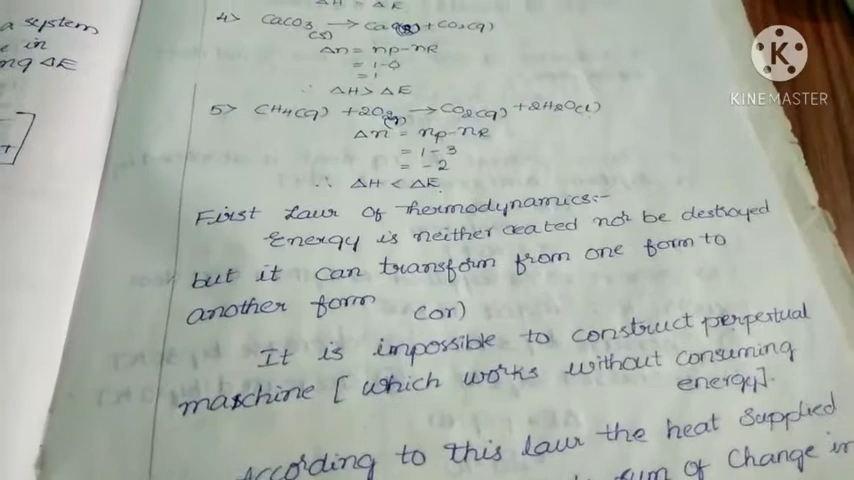 a system
e in
ng ΔE
ΔH = ΔE
4> CaCO3(s) → CaO(s) + CO2(g)
Δn = np-nR
= 1-0
= 1
∴ ΔH > ΔE
5> CH4(g) + 2O2(g) → CO2(g) + 2H2O(l)
Δn = np-nR
= 1-3
= -2
∴ ΔH < ΔE
First Law of Thermodynamics:-
Energy is neither ceated nor be destroyed
but it can transform from one form to
another form (or)
It is impossible to construct perpetual
maschine [which works without consuming
energy].
According to this law the heat supplied
sum of change in
K
KINEMASTER